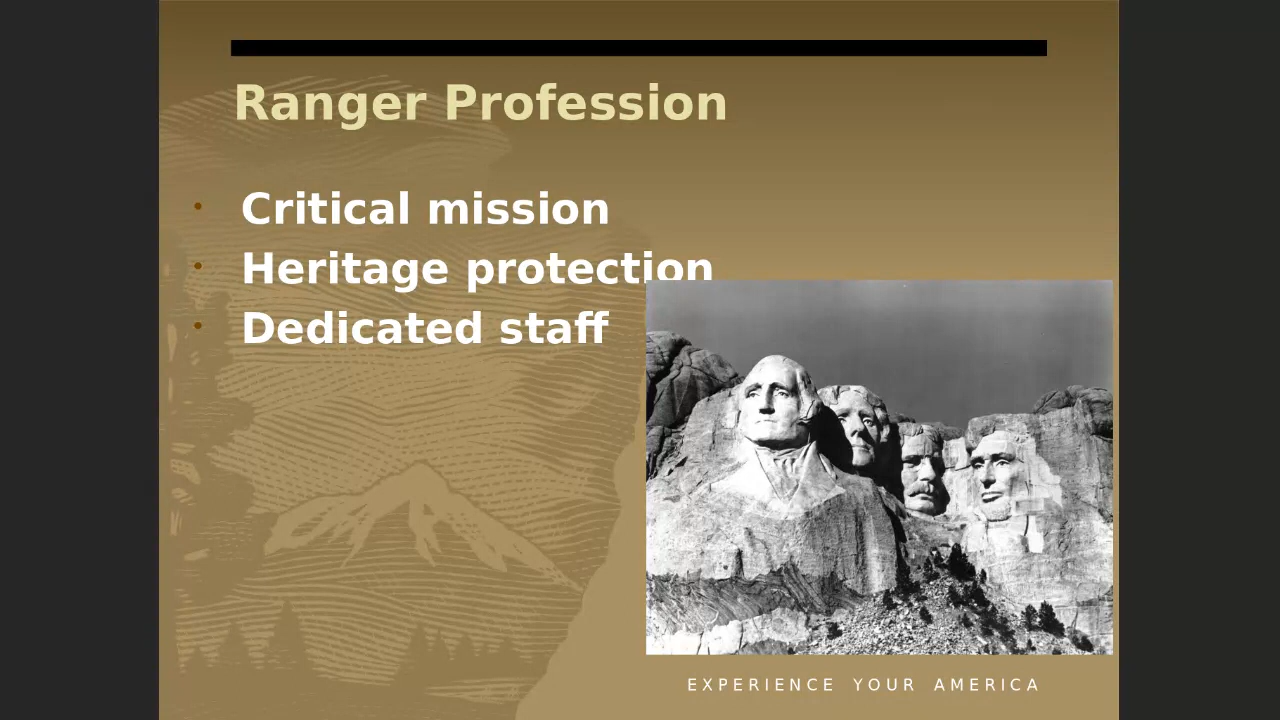 Ranger Profession
• Critical mission
• Heritage protection
• Dedicated staff
EXPERIENCE YOUR AMERICA